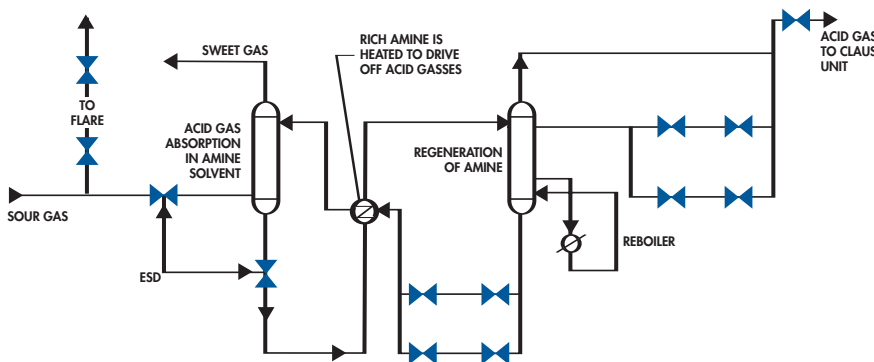 SWEET GAS
RICH AMINE IS
HEATED TO DRIVE
OFF ACID GASSES
ACID GAS
TO CLAUS
UNIT
TO
FLARE
ACID GAS
ABSORPTION
IN AMINE
SOLVENT
REGENERATION
OF AMINE
SOUR GAS
REBOILER
ESD